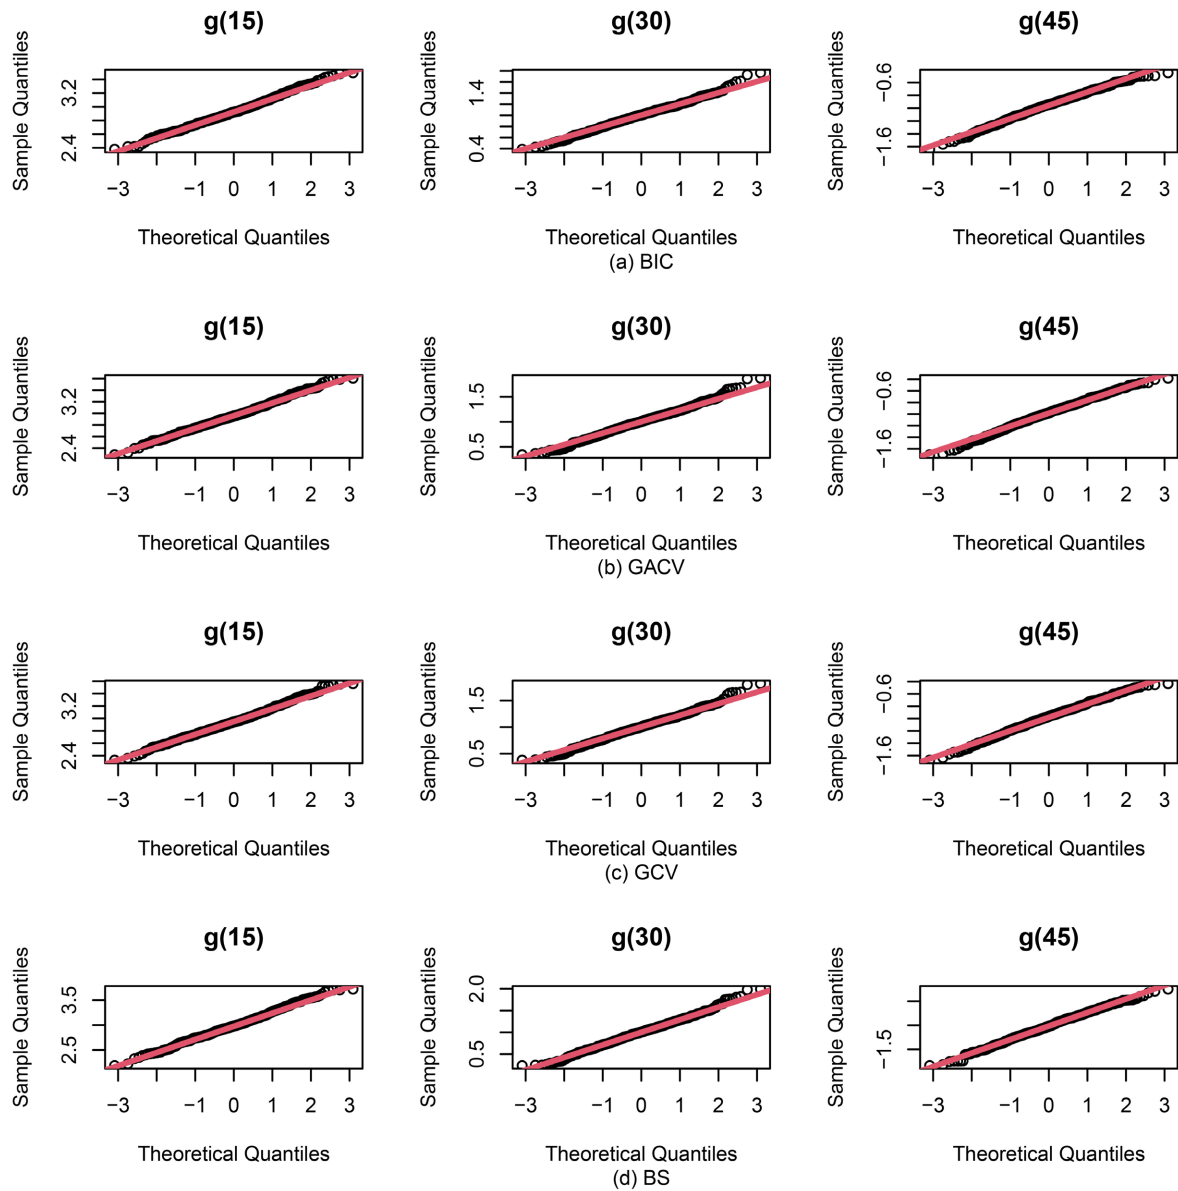 g(15) g(30) g(45)
Sample Quantiles Sample Quantiles Sample Quantiles
2.4 3.2 0.4 1.4 −1.6 −0.6
−3 −1 0 1 2 3 −3 −1 0 1 2 3 −3 −1 0 1 2 3
Theoretical Quantiles Theoretical Quantiles Theoretical Quantiles
(a) BIC
g(15) g(30) g(45)
Sample Quantiles Sample Quantiles Sample Quantiles
2.4 3.2 0.5 1.5 −1.6 −0.6
−3 −1 0 1 2 3 −3 −1 0 1 2 3 −3 −1 0 1 2 3
Theoretical Quantiles Theoretical Quantiles Theoretical Quantiles
(b) GACV
g(15) g(30) g(45)
Sample Quantiles Sample Quantiles Sample Quantiles
2.4 3.2 0.5 1.5 −1.6 −0.6
−3 −1 0 1 2 3 −3 −1 0 1 2 3 −3 −1 0 1 2 3
Theoretical Quantiles Theoretical Quantiles Theoretical Quantiles
(c) GCV
g(15) g(30) g(45)
Sample Quantiles Sample Quantiles Sample Quantiles
2.5 3.5 0.5 2.0 −1.5
−3 −1 0 1 2 3 −3 −1 0 1 2 3 −3 −1 0 1 2 3
Theoretical Quantiles Theoretical Quantiles Theoretical Quantiles
(d) BS